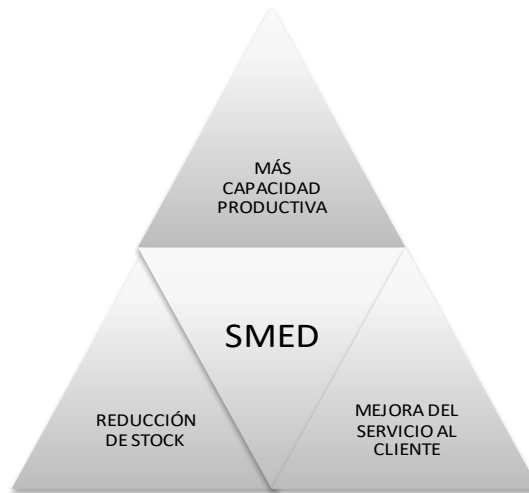 MÁS
CAPACIDAD
PRODUCTIVA
SMED
REDUCCIÓN
DE STOCK
MEJORA DEL
SERVICIO AL
CLIENTE